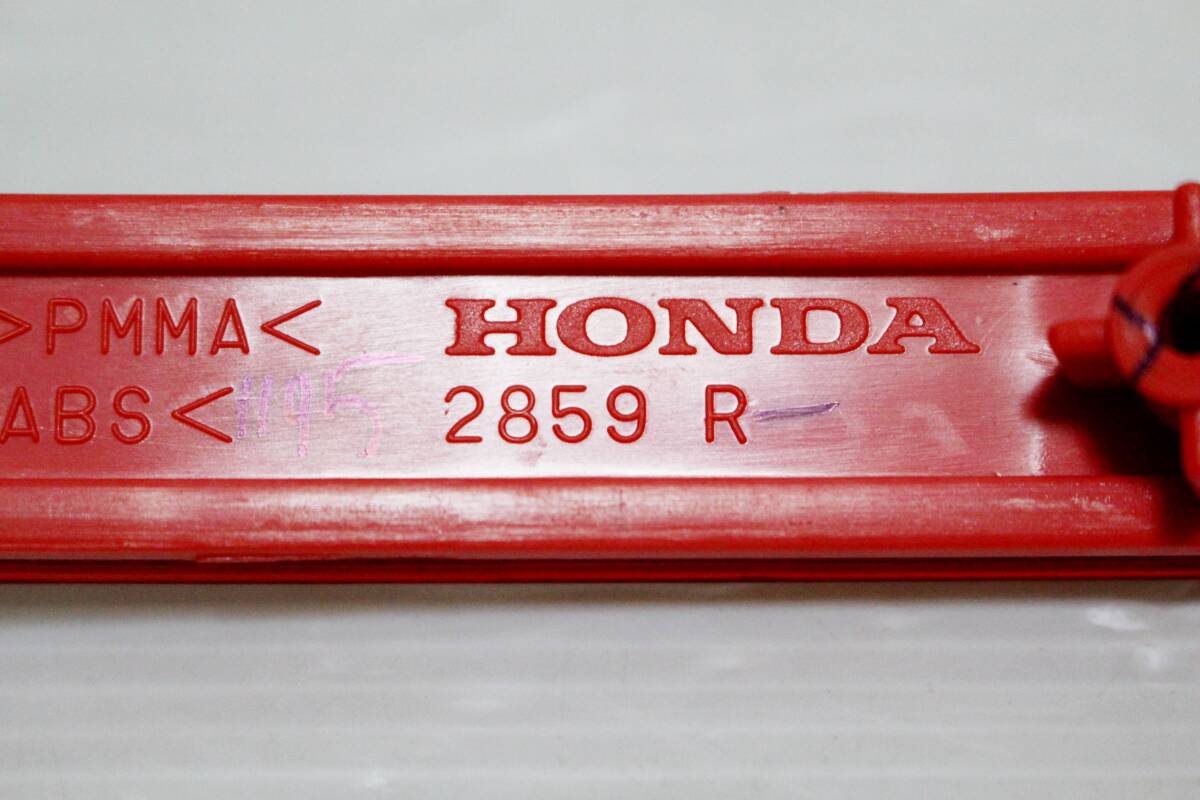 >PMMA< HONDA
ABS< 1195 2859 R